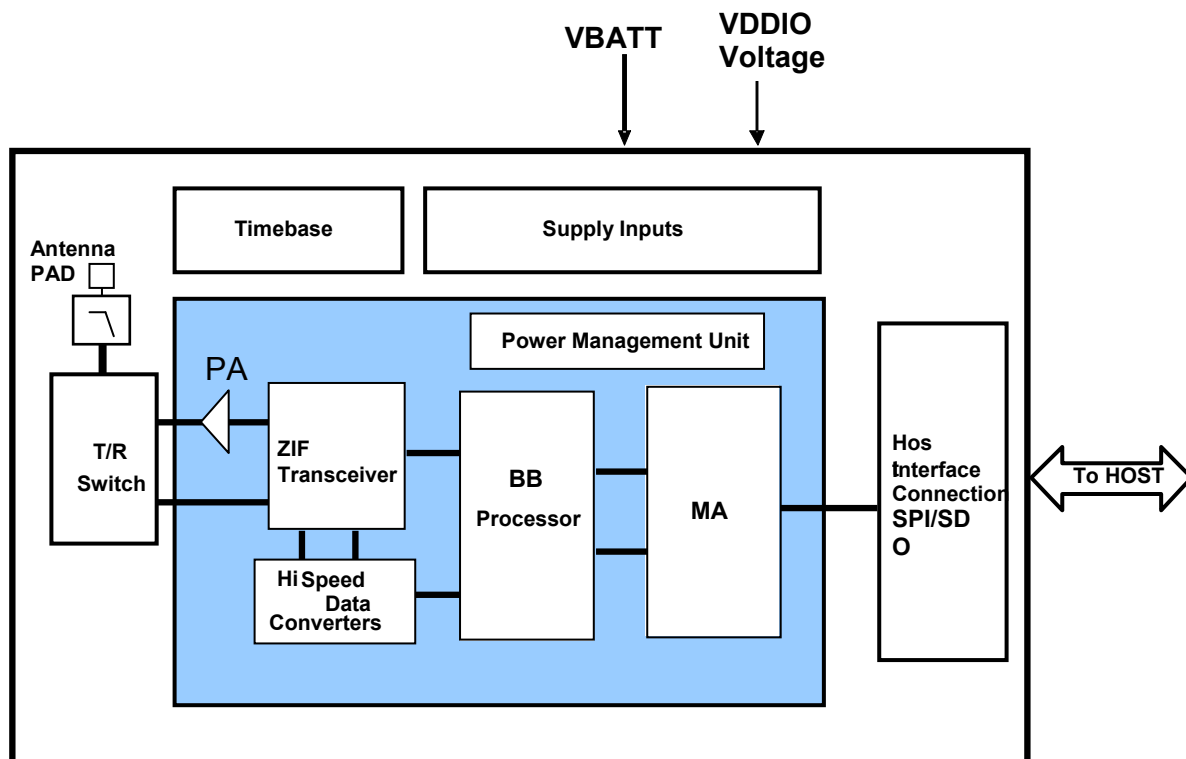 VBATT
VDDIO
Voltage
Timebase
Supply Inputs
Antenna
PAD
Power Management Unit
PA
T/R
Switch
ZIF
Transceiver
BB
Processor
MA
Hi Speed
Data
Converters
Hos
tnterface
Connection
SPI/SD
O
To HOST